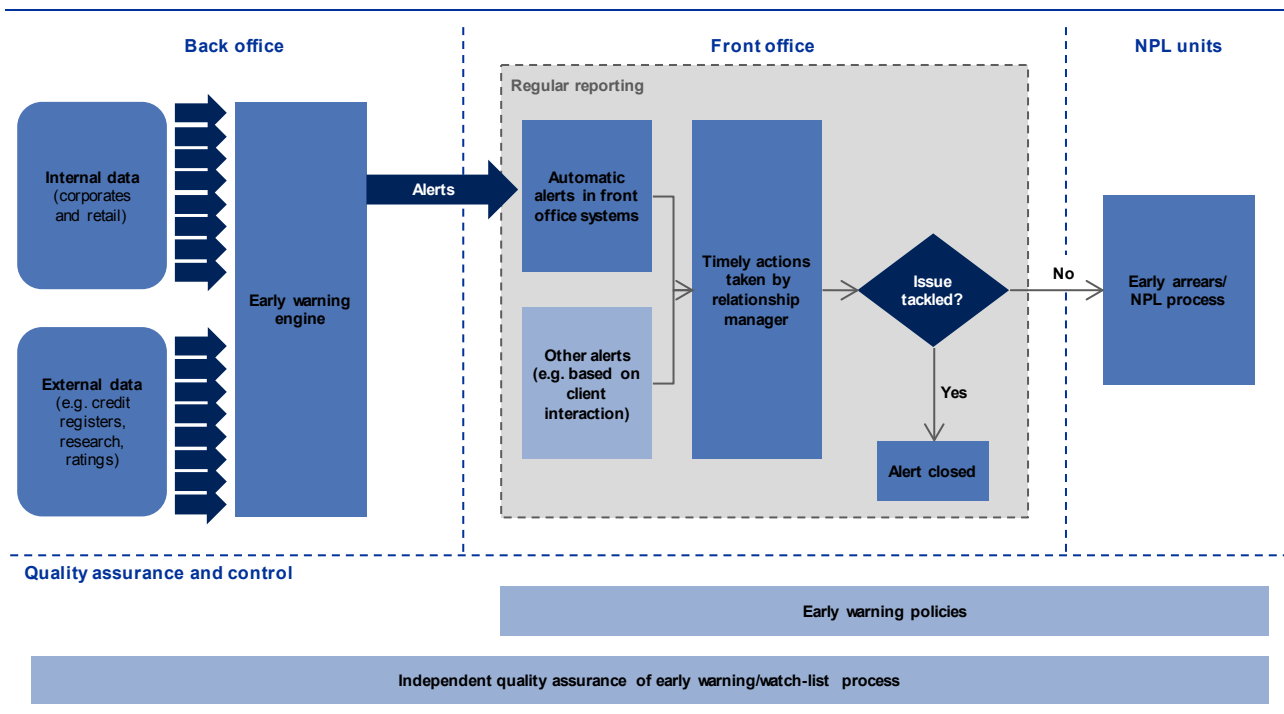 Back office
Front office
NPL units
Regular reporting
Internal data
(corporates
and retail)
External data
(e.g. credit
registers,
research,
ratings)
Early warning
engine
Alerts
Automatic
alerts in front
office systems
Other alerts
(e.g. based on
client
interaction)
Timely actions
taken by
relationship
manager
Issue
tackled?
No
Yes
Alert closed
Early arrears/
NPL process
Quality assurance and control
Early warning policies
Independent quality assurance of early warning/watch-list process